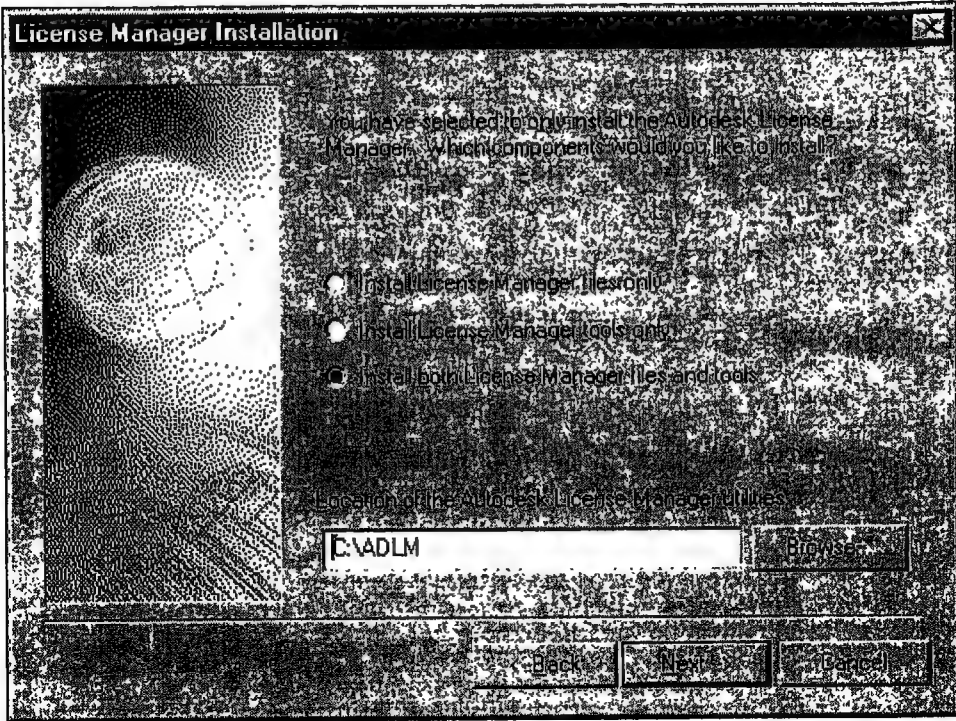 License Manager Installation
You have selected to only install the Autodesk License
Manager. Which components would you like to install?
Install License Manager files only
Install License Manager tools only
Install both License Manager files and tools
Location of the Autodesk License Manager utilities
C:\ADLM
Browse...
< Back
Next >
Cancel